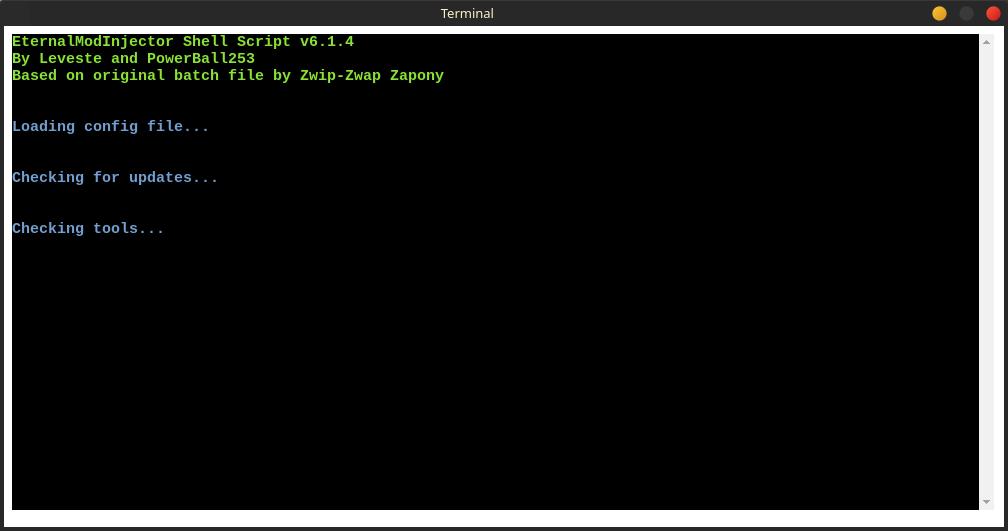 Terminal
EternalModInjector Shell Script v6.1.4
By Leveste and PowerBall253
Based on original batch file by Zwip-Zwap Zapony
Loading config file...
Checking for updates...
Checking tools...